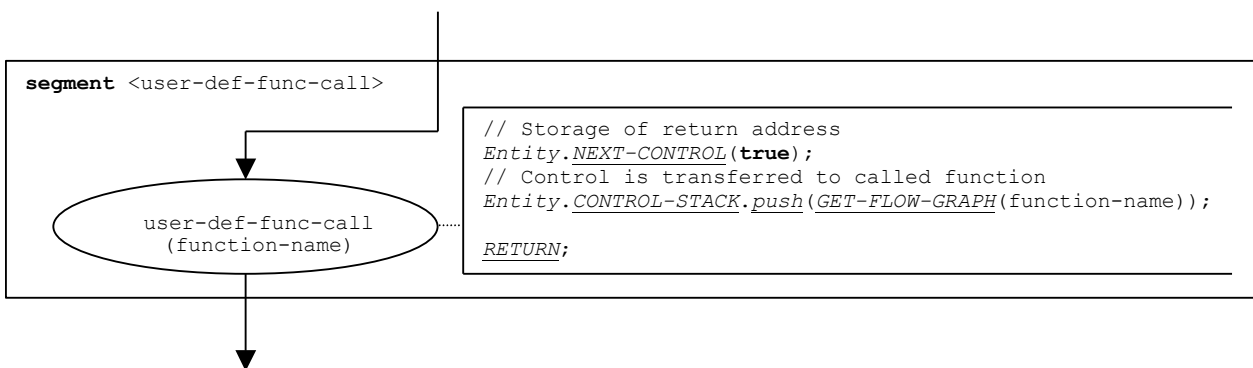 segment <user-def-func-call>
// Storage of return address
Entity.NEXT-CONTROL(true);
// Control is transferred to called function
Entity.CONTROL-STACK.push(GET-FLOW-GRAPH(function-name));
RETURN;
user-def-func-call
(function-name)